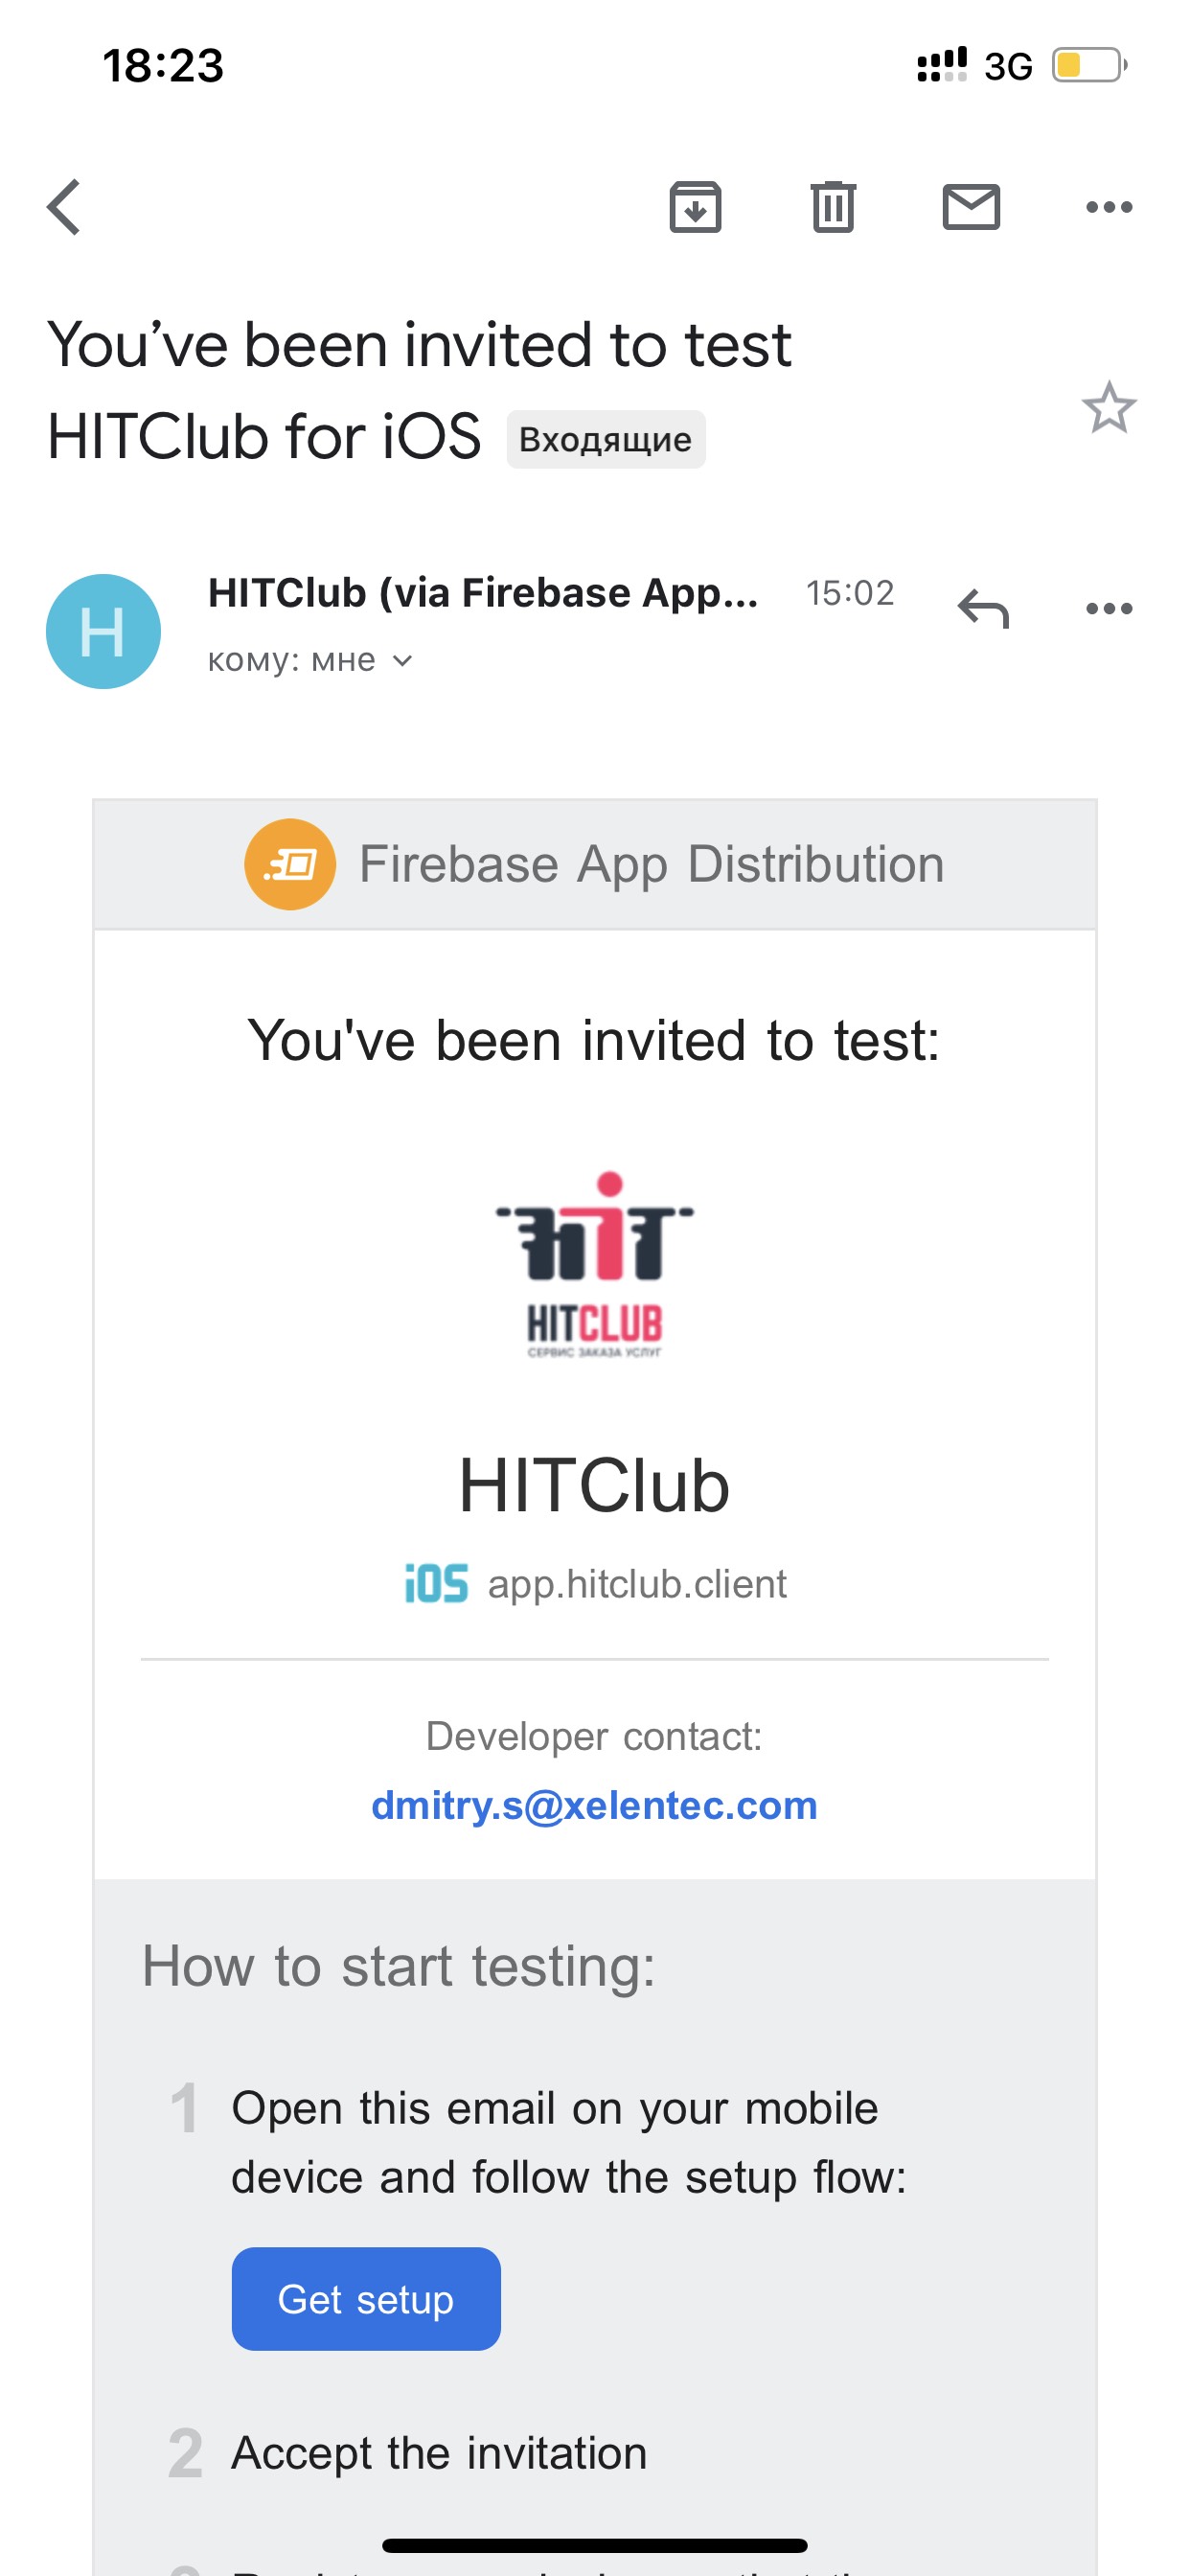 18:23
3G
You’ve been invited to test
HITClub for iOS Входящие
H
HITClub (via Firebase App... 15:02
кому: мне
Firebase App Distribution
You've been invited to test:
HiT
HITCLUB
СЕРВИС ЗАКАЗА УСЛУГ
HITClub
iOS app.hitclub.client
Developer contact:
dmitry.s@xelentec.com
How to start testing:
1 Open this email on your mobile
device and follow the setup flow:
Get setup
2 Accept the invitation